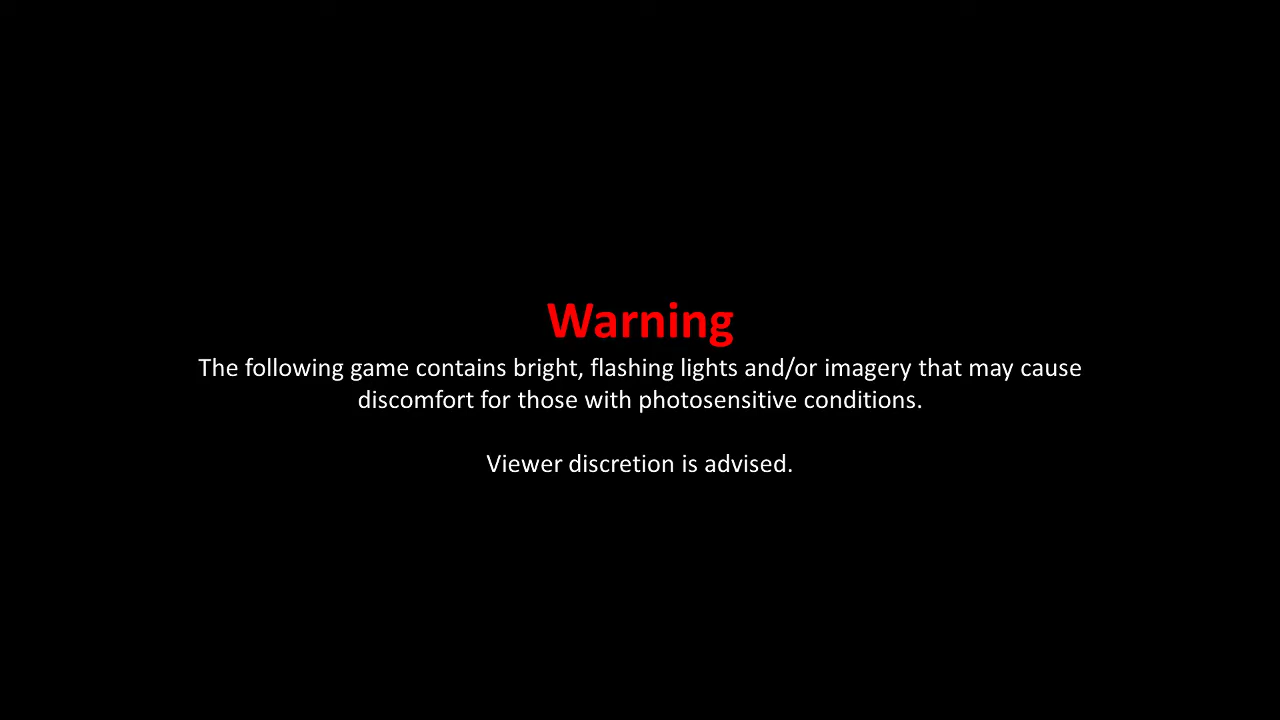 Warning
The following game contains bright, flashing lights and/or imagery that may cause
discomfort for those with photosensitive conditions.
Viewer discretion is advised.